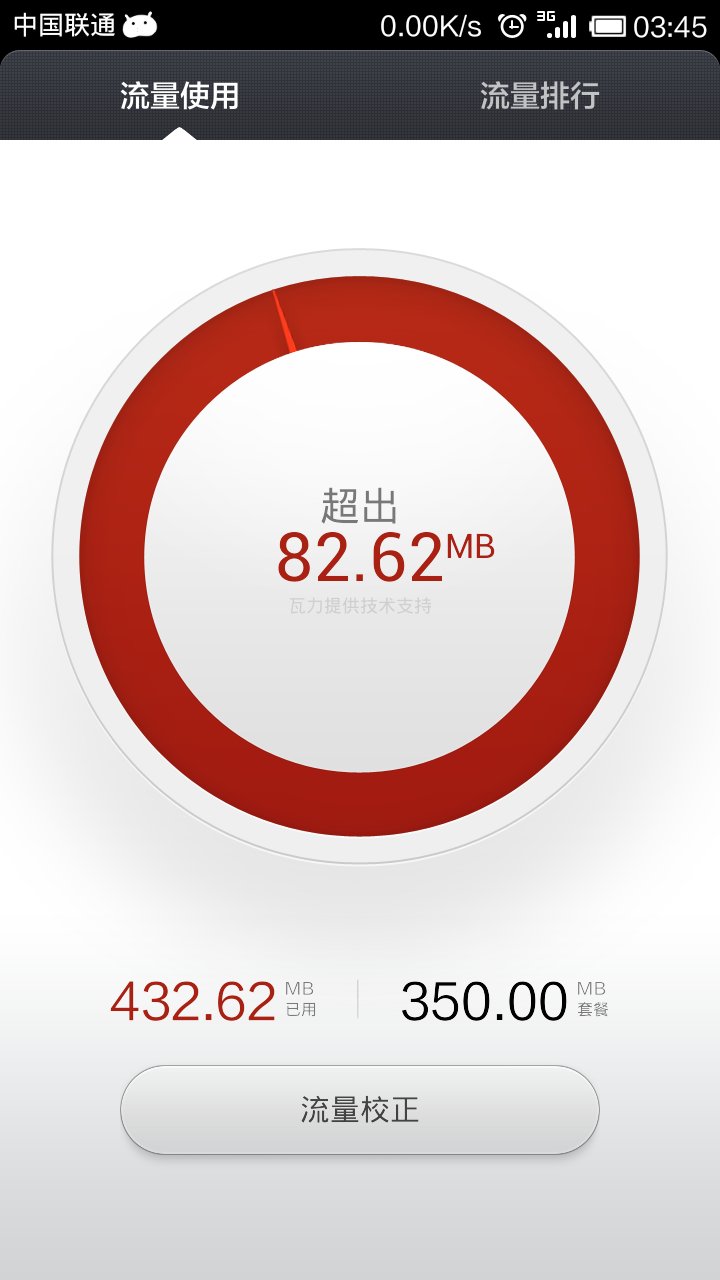 中国联通 0.00K/s 3G 03:45
流量使用 流量排行
超出
82.62MB
瓦力提供技术支持
432.62 MB 已用 350.00 MB 套餐
流量校正